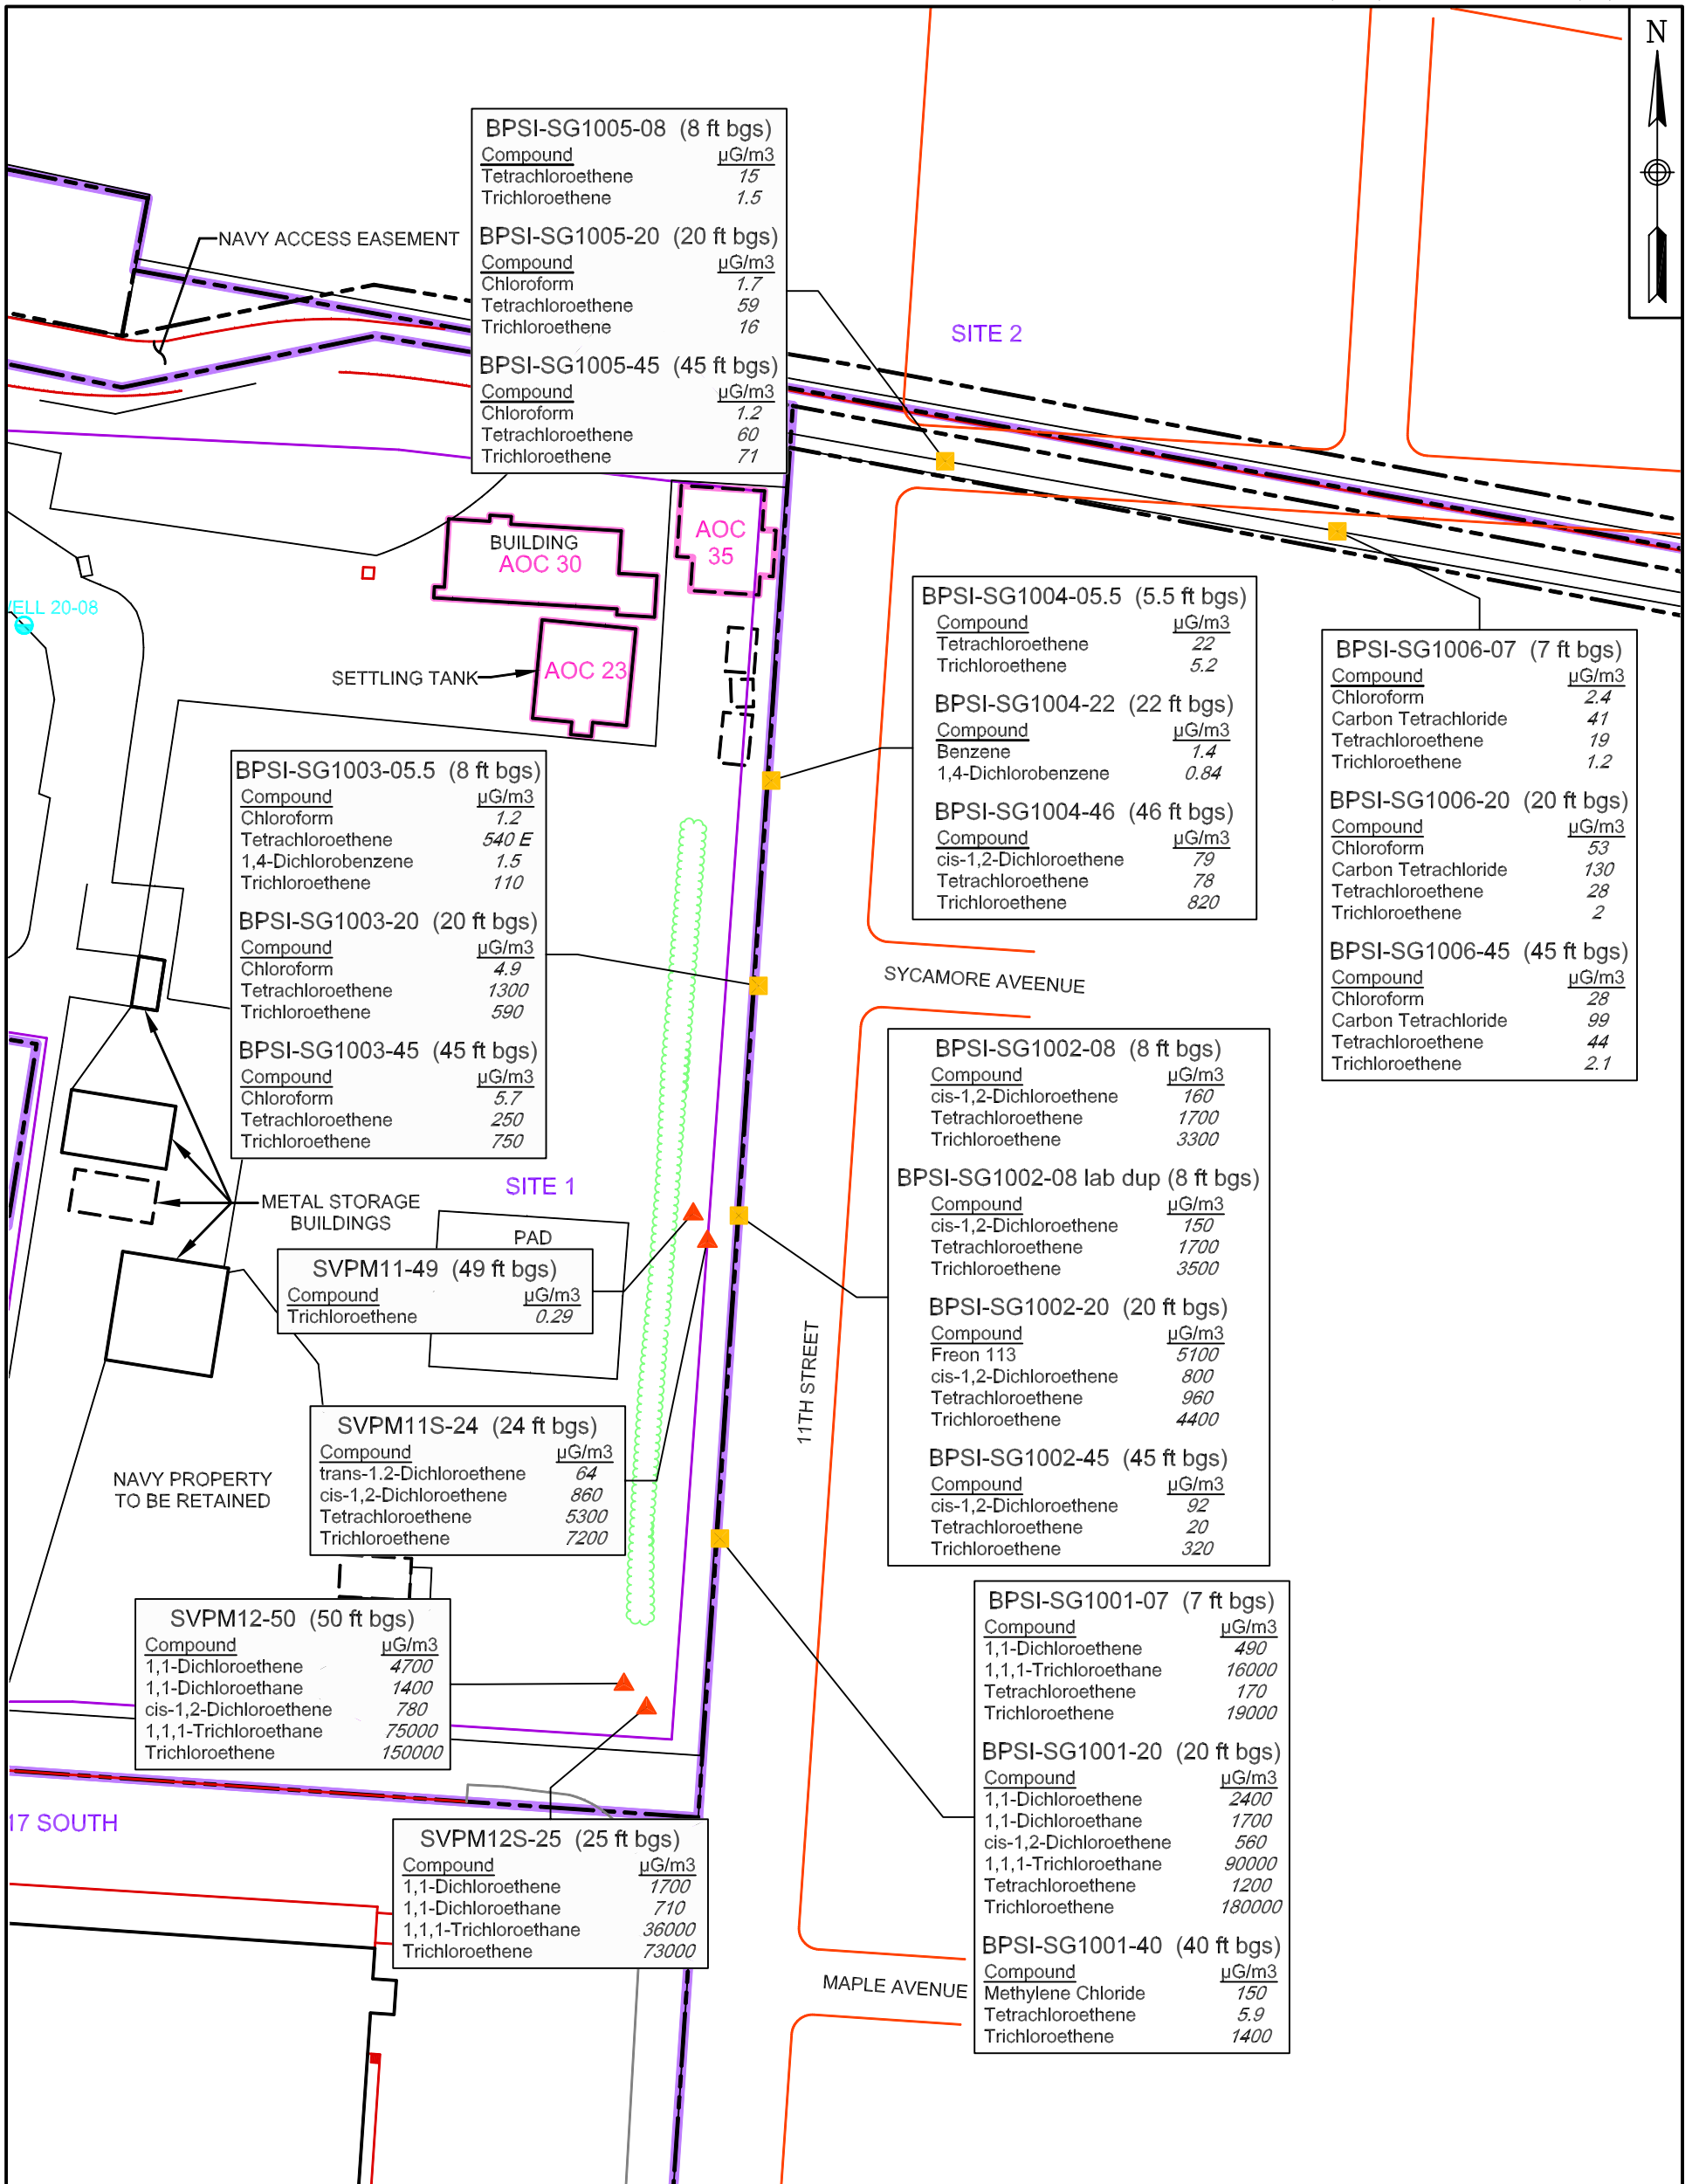 N
BPSI-SG1005-08 (8 ft bgs)
Compound µG/m3
Tetrachloroethene 15
Trichloroethene 1.5
BPSI-SG1005-20 (20 ft bgs)
Compound µG/m3
Chloroform 1.7
Tetrachloroethene 59
Trichloroethene 16
BPSI-SG1005-45 (45 ft bgs)
Compound µG/m3
Chloroform 1.2
Tetrachloroethene 60
Trichloroethene 71
NAVY ACCESS EASEMENT
SITE 2
BUILDING
AOC 30
AOC
35
SETTLING TANK
AOC 23
ELL 20-08
BPSI-SG1004-05.5 (5.5 ft bgs)
Compound µG/m3
Tetrachloroethene 22
Trichloroethene 5.2
BPSI-SG1004-22 (22 ft bgs)
Compound µG/m3
Benzene 1.4
1,4-Dichlorobenzene 0.84
BPSI-SG1004-46 (46 ft bgs)
Compound µG/m3
cis-1,2-Dichloroethene 79
Tetrachloroethene 78
Trichloroethene 820
BPSI-SG1006-07 (7 ft bgs)
Compound µG/m3
Chloroform 2.4
Carbon Tetrachloride 41
Tetrachloroethene 19
Trichloroethene 1.2
BPSI-SG1006-20 (20 ft bgs)
Compound µG/m3
Chloroform 53
Carbon Tetrachloride 130
Tetrachloroethene 28
Trichloroethene 2
BPSI-SG1006-45 (45 ft bgs)
Compound µG/m3
Chloroform 28
Carbon Tetrachloride 99
Tetrachloroethene 44
Trichloroethene 2.1
BPSI-SG1003-05.5 (8 ft bgs)
Compound µG/m3
Chloroform 1.2
Tetrachloroethene 540 E
1,4-Dichlorobenzene 1.5
Trichloroethene 110
BPSI-SG1003-20 (20 ft bgs)
Compound µG/m3
Chloroform 4.9
Tetrachloroethene 1300
Trichloroethene 590
BPSI-SG1003-45 (45 ft bgs)
Compound µG/m3
Chloroform 5.7
Tetrachloroethene 250
Trichloroethene 750
SYCAMORE AVEENUE
BPSI-SG1002-08 (8 ft bgs)
Compound µG/m3
cis-1,2-Dichloroethene 160
Tetrachloroethene 1700
Trichloroethene 3300
BPSI-SG1002-08 lab dup (8 ft bgs)
Compound µG/m3
cis-1,2-Dichloroethene 150
Tetrachloroethene 1700
Trichloroethene 3500
BPSI-SG1002-20 (20 ft bgs)
Compound µG/m3
Freon 113 5100
cis-1,2-Dichloroethene 800
Tetrachloroethene 960
Trichloroethene 4400
BPSI-SG1002-45 (45 ft bgs)
Compound µG/m3
cis-1,2-Dichloroethene 92
Tetrachloroethene 20
Trichloroethene 320
SITE 1
METAL STORAGE
BUILDINGS
PAD
SVPM11-49 (49 ft bgs)
Compound µG/m3
Trichloroethene 0.29
11TH STREET
SVPM11S-24 (24 ft bgs)
Compound µG/m3
trans-1.2-Dichloroethene 64
cis-1,2-Dichloroethene 860
Tetrachloroethene 5300
Trichloroethene 7200
NAVY PROPERTY
TO BE RETAINED
SVPM12-50 (50 ft bgs)
Compound µG/m3
1,1-Dichloroethene 4700
1,1-Dichloroethane 1400
cis-1,2-Dichloroethene 780
1,1,1-Trichloroethane 75000
Trichloroethene 150000
BPSI-SG1001-07 (7 ft bgs)
Compound µG/m3
1,1-Dichloroethene 490
1,1,1-Trichloroethane 16000
Tetrachloroethene 170
Trichloroethene 19000
BPSI-SG1001-20 (20 ft bgs)
Compound µG/m3
1,1-Dichloroethene 2400
1,1-Dichloroethane 1700
cis-1,2-Dichloroethene 560
1,1,1-Trichloroethane 90000
Tetrachloroethene 1200
Trichloroethene 180000
BPSI-SG1001-40 (40 ft bgs)
Compound µG/m3
Methylene Chloride 150
Tetrachloroethene 5.9
Trichloroethene 1400
17 SOUTH
SVPM12S-25 (25 ft bgs)
Compound µG/m3
1,1-Dichloroethene 1700
1,1-Dichloroethane 710
1,1,1-Trichloroethane 36000
Trichloroethene 73000
MAPLE AVENUE